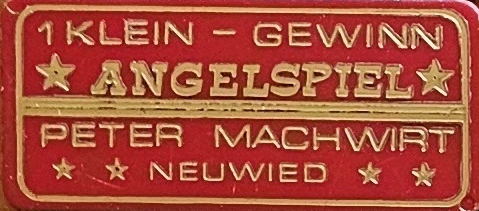 1 KLEIN – GEWINN
ANGELSPIEL
PETER MACHWIRT
NEUWIED